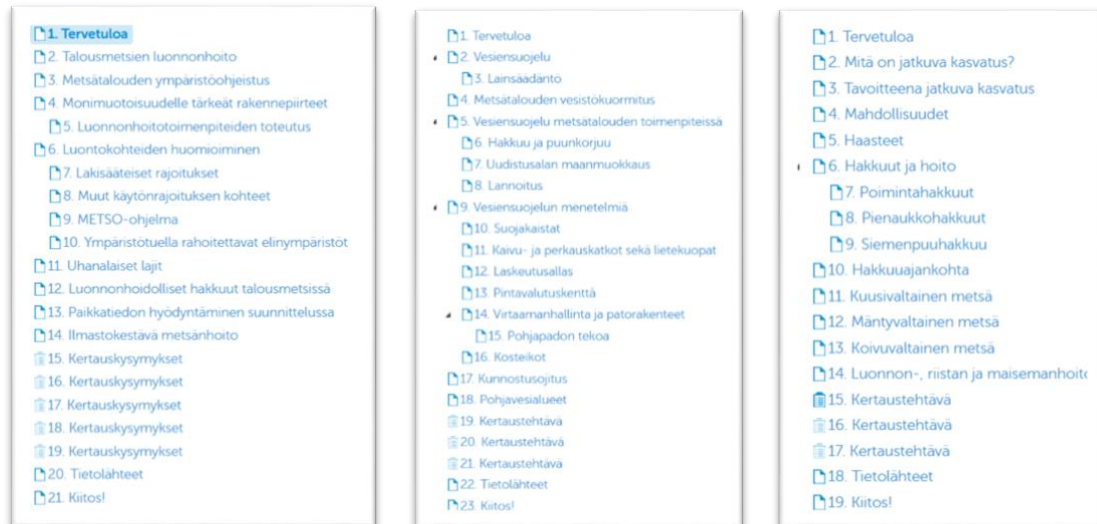 1. Tervetuloa
2. Talousmetsien luonnonhoito
3. Metsätalouden ympäristöohjeistus
4. Monimuotoisuudelle tärkeät rakennepiirteet
5. Luonnonhoitotoimenpiteiden toteutus
6. Luontokohteiden huomioiminen
7. Lakisääteiset rajoitukset
8. Muut käytönrajoituksen kohteet
9. METSO-ohjelma
10. Ympäristötuella rahoitettavat elinympäristöt
11. Uhanalaiset lajit
12. Luonnonhoidolliset hakkuut talousmetsissä
13. Paikkatiedon hyödyntäminen suunnittelussa
14. Ilmastokestävä metsänhoito
15. Kertauskysymykset
16. Kertauskysymykset
17. Kertauskysymykset
18. Kertauskysymykset
19. Kertauskysymykset
20. Tietolähteet
21. Kiitos!
1. Tervetuloa
2. Vesiensuojelu
3. Lainsäädänto
4. Metsätalouden vesistökuormitus
5. Vesiensuojelu metsätalouden toimenpiteissä
6. Hakkuu ja puunkorjuu
7. Uudistusalan maanmuokkaus
8. Lannoitus
9. Vesiensuojelun menetelmiä
10. Suojakaistat
11. Kaivu- ja perkauskatkot sekä lietekuopat
12. Laskeutusallas
13. Pintavalutuskenttä
14. Virtaamanhallinta ja patorakenteet
15. Pohjapadon tekoa
16. Kosteikot
17. Kunnostusojitus
18. Pohjavesialueet
19. Kertaustehtävä
20. Kertaustehtävä
21. Kertaustehtävä
22. Tietolähteet
23. Kiitos!
1. Tervetuloa
2. Mitä on jatkuva kasvatus?
3. Tavoitteena jatkuva kasvatus
4. Mahdollisuudet
5. Haasteet
6. Hakkuut ja hoito
7. Poimintahakkuut
8. Pienaukkohakkuut
9. Siemenpuuhakkuu
10. Hakkuuajankohta
11. Kuusivaltainen metsä
12. Mäntyvaltainen metsä
13. Koivuvaltainen metsä
14. Luonnon-, riistan ja maisemanhoito
15. Kertaustehtävä
16. Kertaustehtävä
17. Kertaustehtävä
18. Tietolähteet
19. Kiitos!